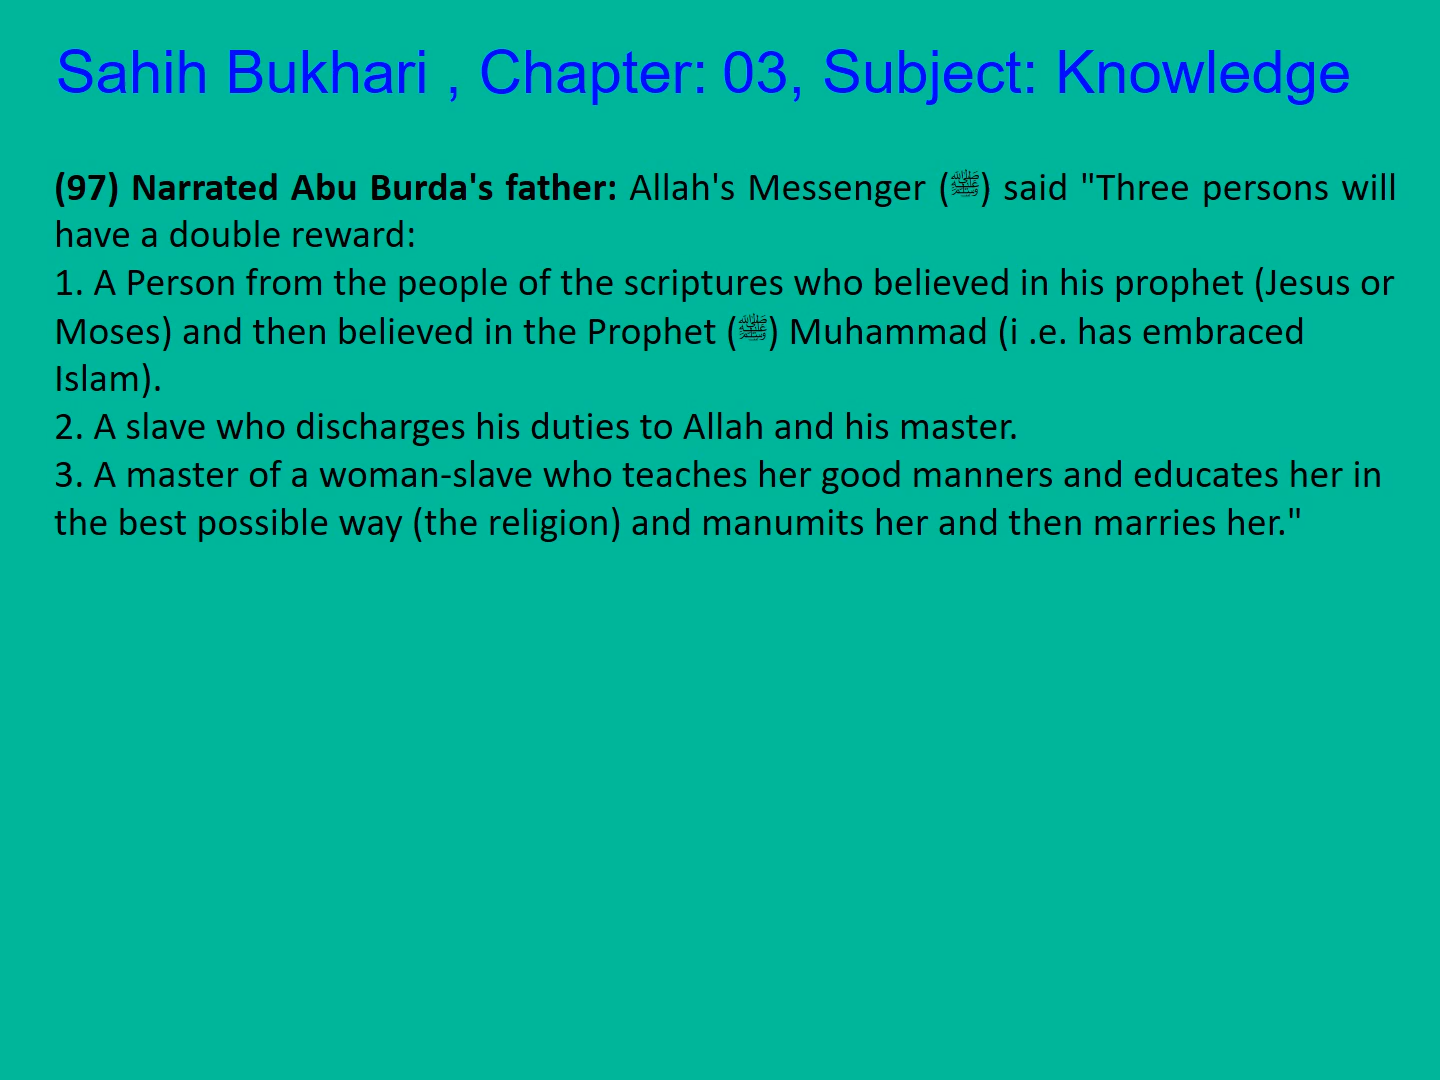 Sahih Bukhari , Chapter: 03, Subject: Knowledge
(97) Narrated Abu Burda's father: Allah's Messenger (ﷺ) said "Three persons will
have a double reward:
1. A Person from the people of the scriptures who believed in his prophet (Jesus or
Moses) and then believed in the Prophet (ﷺ) Muhammad (i .e. has embraced
Islam).
2. A slave who discharges his duties to Allah and his master.
3. A master of a woman-slave who teaches her good manners and educates her in
the best possible way (the religion) and manumits her and then marries her."